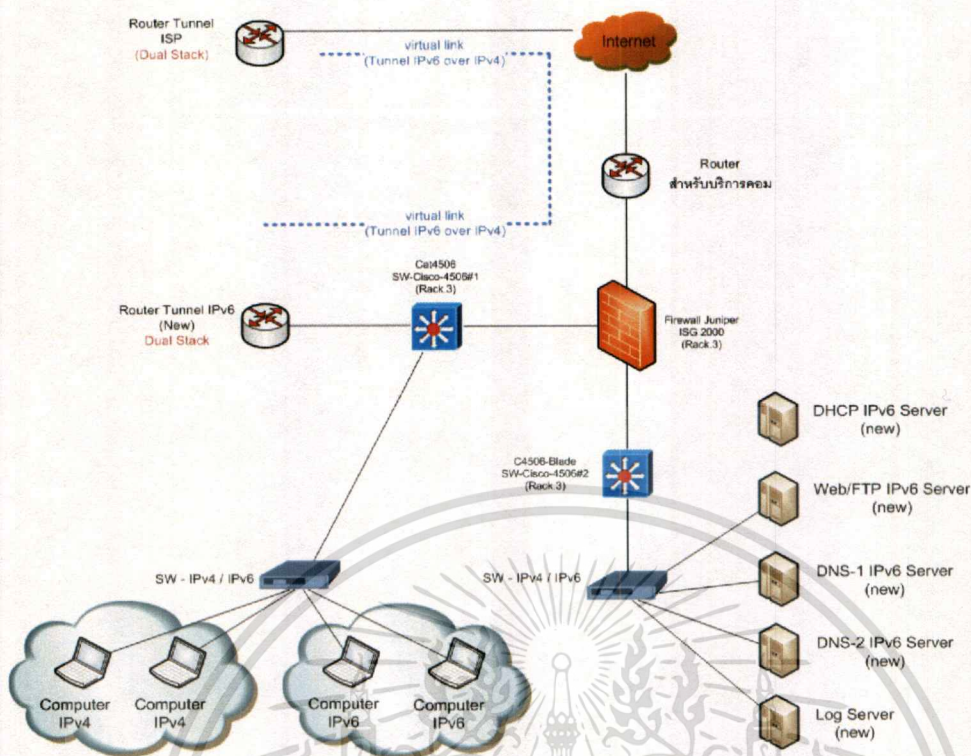 Router Tunnel
ISP
(Dual Stack)
virtual link
(Tunnel IPv6 over IPv4)
Internet
Router
สำหรับบริการคอม
virtual link
(Tunnel IPv6 over IPv4)
Cat4506
SW-Cisco-4506#1
(Rack 3)
Router Tunnel IPv6
(New)
Dual Stack
Firewall Juniper
ISG 2000
(Rack 3)
DHCP IPv6 Server
(new)
C4506-Blade
SW-Cisco-4506#2
(Rack 3)
Web/FTP IPv6 Server
(new)
SW - IPv4 / IPv6
SW - IPv4 / IPv6
DNS-1 IPv6 Server
(new)
DNS-2 IPv6 Server
(new)
Computer
IPv4
Computer
IPv4
Computer
IPv6
Computer
IPv6
Log Server
(new)